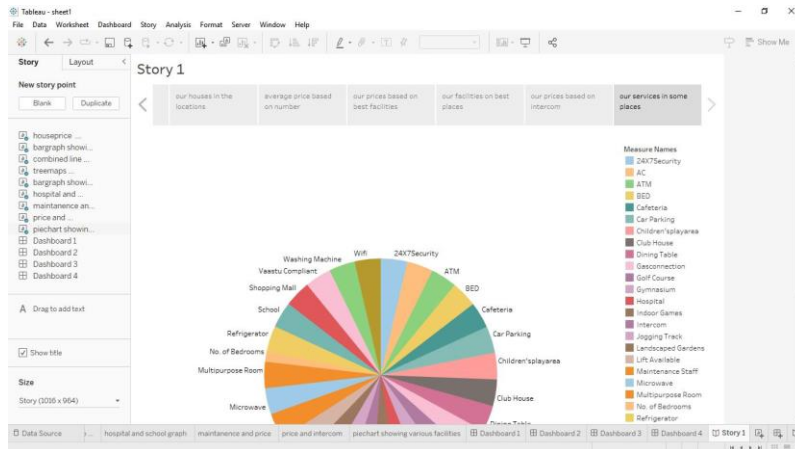 Tableau - sheet1
File Data Worksheet Dashboard Story Analysis Format Server Window Help
Show Me
Story Layout
New story point
Blank Duplicate
houseprice ...
bargraph showi...
combined line ...
treemaps ...
bargraph showi...
hospital and ...
maintanence an...
price and ...
piechart showin...
Dashboard 1
Dashboard 2
Dashboard 3
Dashboard 4
A Drag to add text
Show title
Size
Story (1016 x 964)
Story 1
our houses in the locations
average price based on number
our prices based on best facilities
our facilities on best places
our prices based on intercom
our services in some places
Wifi
24X7Security
Washing Machine
ATM
Vaastu Compliant
BED
Shopping Mall
Cafeteria
School
Car Parking
Refrigerator
No. of Bedrooms
Children'splayarea
Multipurpose Room
Club House
Microwave
Dining Table
Measure Names
24X7Security
AC
ATM
BED
Cafeteria
Car Parking
Children'splayarea
Club House
Dining Table
Gasconnection
Golf Course
Gymnasium
Hospital
Indoor Games
Intercom
Jogging Track
Landscaped Gardens
Lift Available
Maintenance Staff
Microwave
Multipurpose Room
No. of Bedrooms
Refrigerator
Data Source hospital and school graph maintanence and price price and intercom piechart showing various facilities Dashboard 1 Dashboard 2 Dashboard 3 Dashboard 4 Story 1